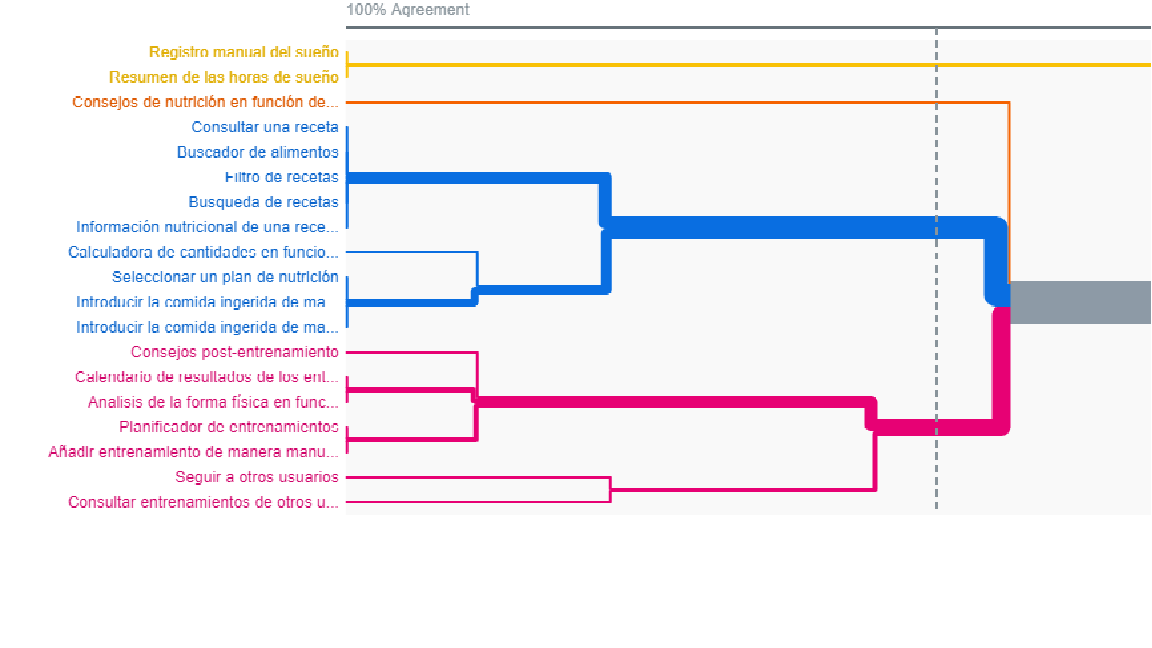 100% Agreement
Registro manual del sueño
Resumen de las horas de sueño
Consejos de nutrición en función de...
Consultar una receta
Buscador de alimentos
Filtro de recetas
Busqueda de recetas
Información nutricional de una rece...
Calculadora de cantidades en funcio...
Seleccionar un plan de nutrición
Introducir la comida ingerida de ma...
Introducir la comida ingerida de ma...
Consejos post-entrenamiento
Calendario de resultados de los ent...
Analisis de la forma física en func...
Planificador de entrenamientos
Añadir entrenamiento de manera manu...
Seguir a otros usuarios
Consultar entrenamientos de otros u...